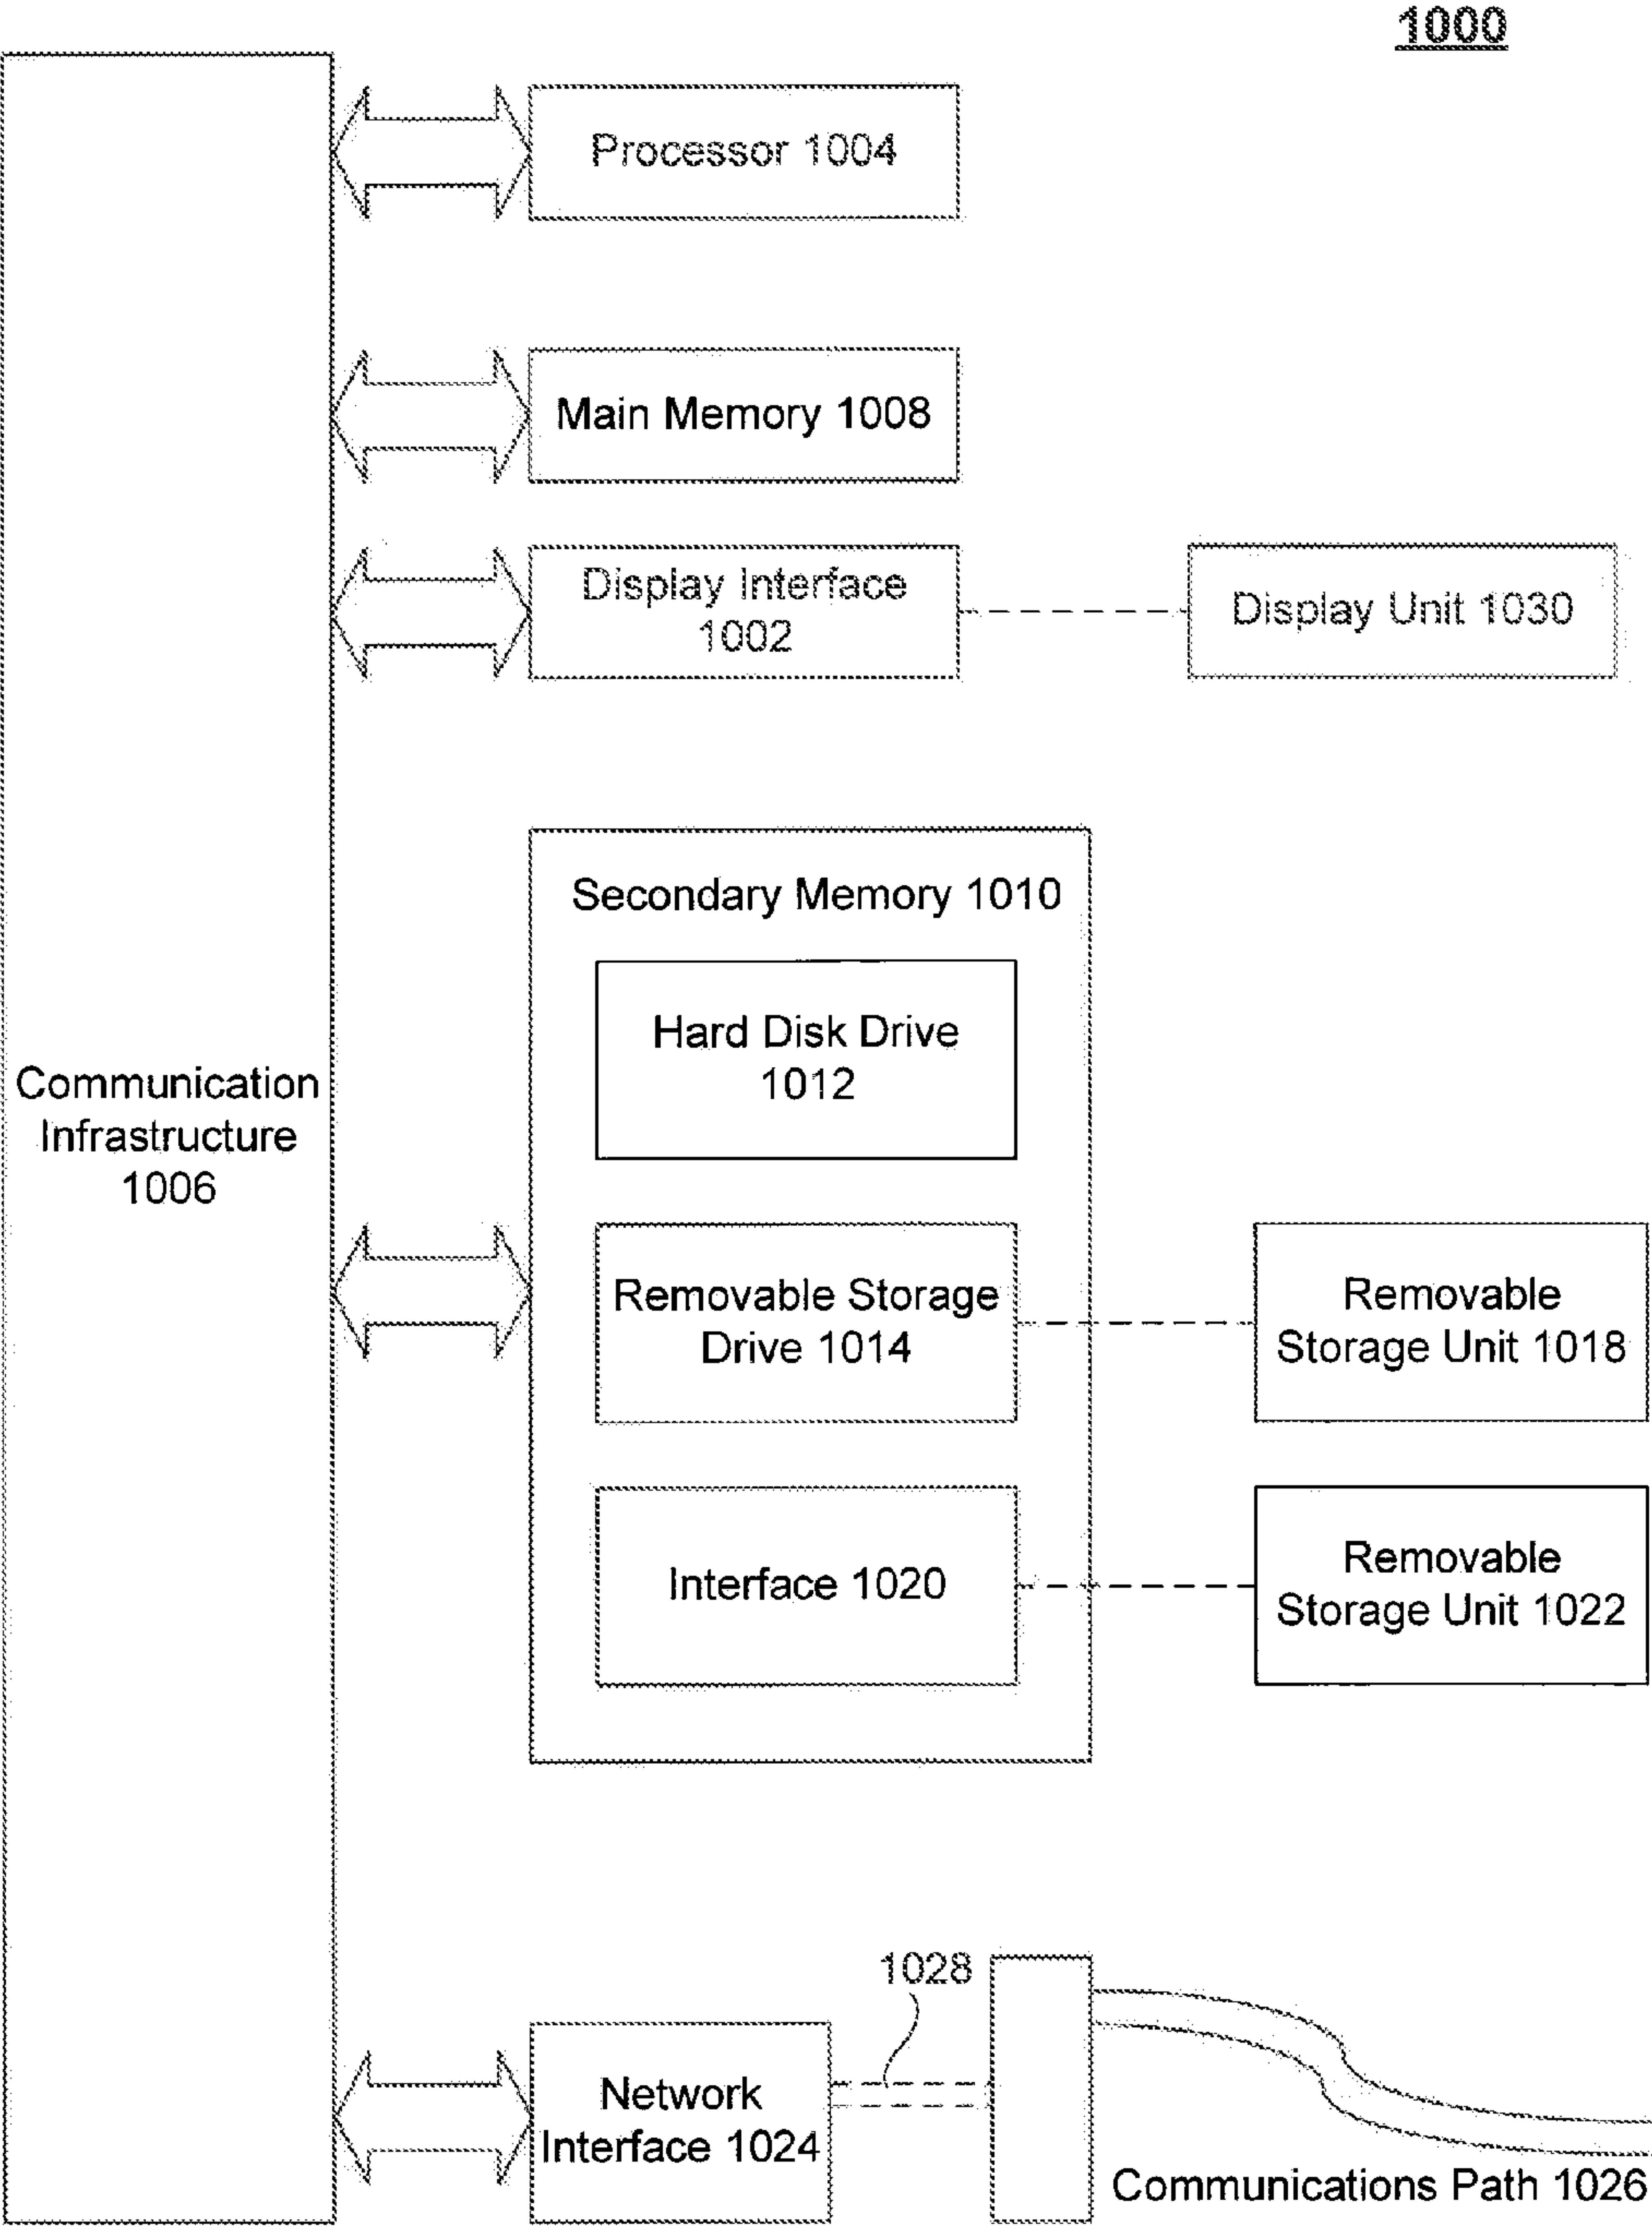 1000
Processor 1004
Main Memory 1008
Display Interface
1002
Display Unit 1030
Secondary Memory 1010
Hard Disk Drive
1012
Communication
Infrastructure
1006
Removable Storage
Drive 1014
Removable
Storage Unit 1018
Interface 1020
Removable
Storage Unit 1022
1028
Network
Interface 1024
Communications Path 1026